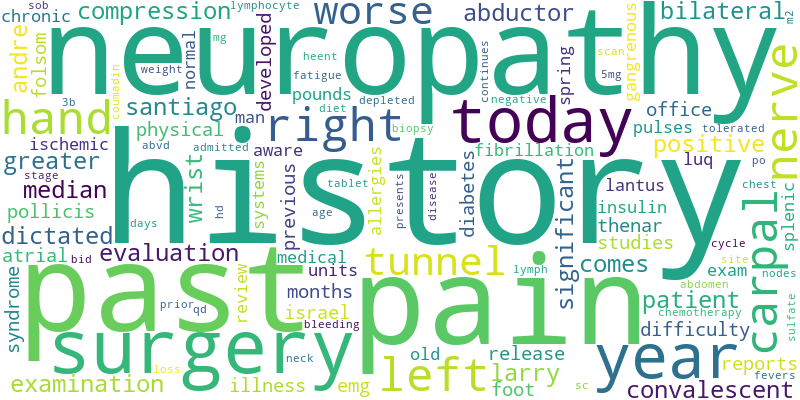 sob
lymphocyte
chronic
compression
worse
abductor
bilateral
m2
andre
folsom
neuropathy
mg
normal
developed
heent
weight
fatigue
pounds
diet
depleted
continues
negative
spring
scan
5mg
gangrenous
nerve
3b
coumadin
hand
santiago
man
right
today
office
positive
physical
biopsy
pulses
tolerated
ischemic
abvd
admitted
aware
fibrillation
luq
po
greater
stage
median
wrist
systems
previous
history
allergies
presents
disease
diabetes
significant
lantus
insulin
chest
splenic
pollicis
days
hd
age
tablet
thenar
studies
carpal
dictated
atrial
bid
evaluation
medical
tunnel
lymph
comes
cycle
site
exam
nodes
syndrome
past
prior
qd
review
units
months
israel
bleeding
pain
patient
abdomen
chemotherapy
sulfate
difficulty
surgery
loss
neck
left
old
release
year
reports
fevers
examination
illness
emg
larry
foot
sc
convalescent